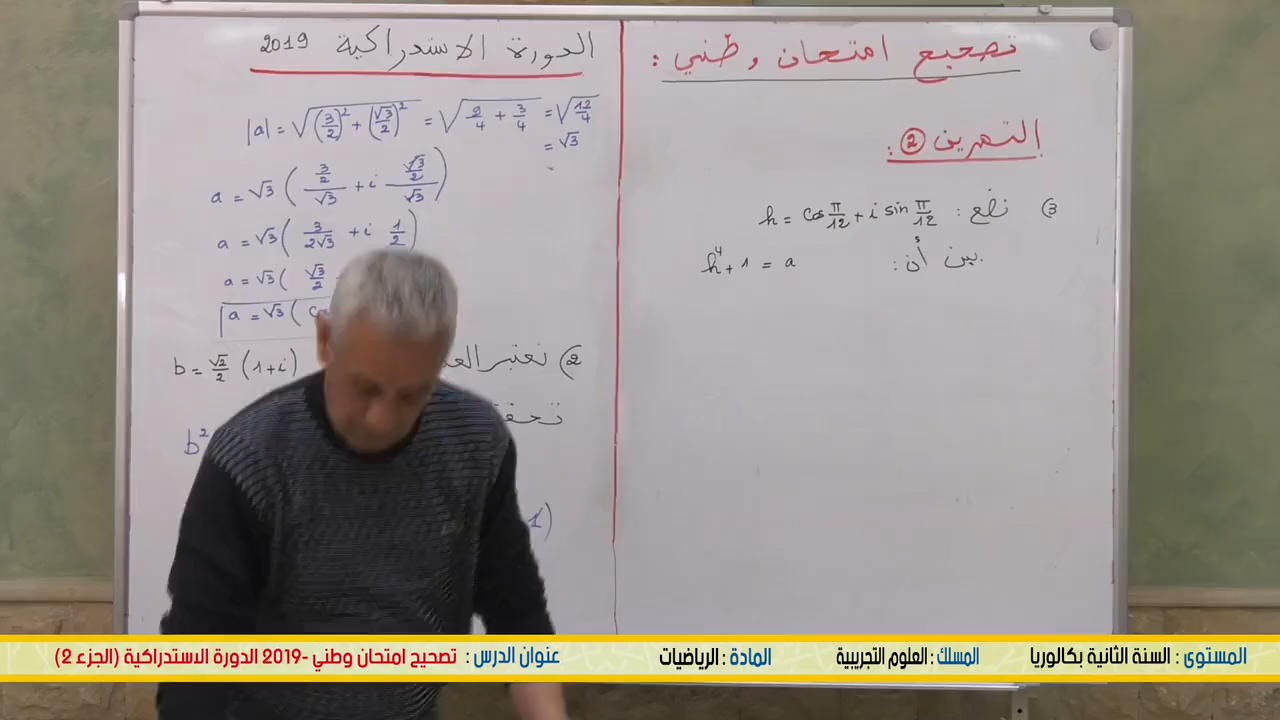 تصحيح امتحان وطني :
التمرين ② :
③ نضع : h = cos π/12 + i sin π/12
بين أن : h⁴ + 1 = a
الدورة الاستدراكية 2019
|a| = √((3/2)² + (√3/2)²) = √(9/4 + 3/4) = √(12/4)
= √3
a = √3 ( (3/2)/√3 + i (√3/2)/√3 )
a = √3 ( 3/(2√3) + i 1/2 )
a = √3 ( √3/2
a = √3 (
2) نعتبر b = √2/2 (1+i)
b²
1)
المستوى : السنة الثانية بكالوريا المسلك : العلوم التجريبية المادة : الرياضيات عنوان الدرس : تصحيح امتحان وطني -2019 الدورة الاستدراكية (الجزء 2)